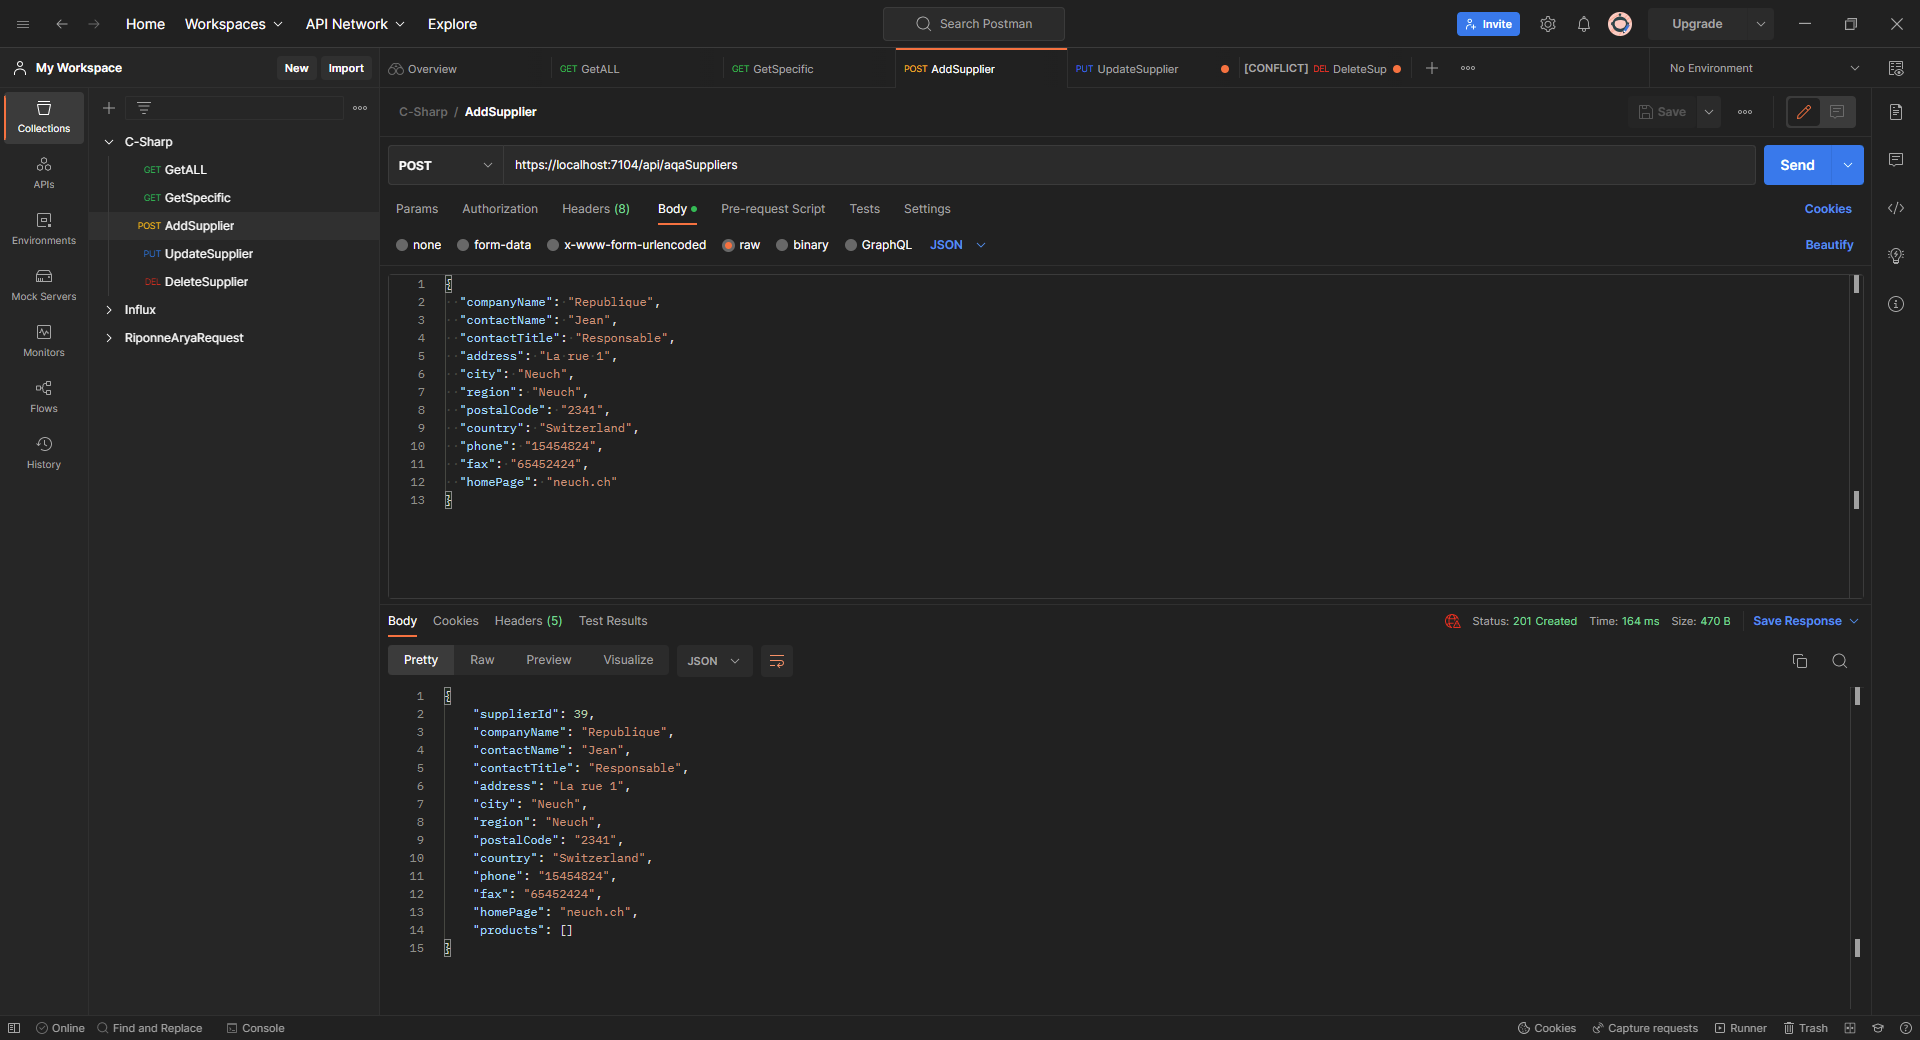 Home Workspaces API Network Explore Search Postman Invite Upgrade
My Workspace New Import Overview GET GetALL GET GetSpecific POST AddSupplier PUT UpdateSupplier [CONFLICT] DEL DeleteSup No Environment
Collections
APIs
Environments
Mock Servers
Monitors
Flows
History
C-Sharp
GET GetALL
GET GetSpecific
POST AddSupplier
PUT UpdateSupplier
DEL DeleteSupplier
Influx
RiponneAryaRequest
C-Sharp / AddSupplier Save
POST https://localhost:7104/api/aqaSuppliers Send
Params Authorization Headers (8) Body Pre-request Script Tests Settings Cookies
none form-data x-www-form-urlencoded raw binary GraphQL JSON Beautify
1 {
2 "companyName": "Republique",
3 "contactName": "Jean",
4 "contactTitle": "Responsable",
5 "address": "La rue 1",
6 "city": "Neuch",
7 "region": "Neuch",
8 "postalCode": "2341",
9 "country": "Switzerland",
10 "phone": "15454824",
11 "fax": "65452424",
12 "homePage": "neuch.ch"
13 }
Body Cookies Headers (5) Test Results Status: 201 Created Time: 164 ms Size: 470 B Save Response
Pretty Raw Preview Visualize JSON
1 {
2 "supplierId": 39,
3 "companyName": "Republique",
4 "contactName": "Jean",
5 "contactTitle": "Responsable",
6 "address": "La rue 1",
7 "city": "Neuch",
8 "region": "Neuch",
9 "postalCode": "2341",
10 "country": "Switzerland",
11 "phone": "15454824",
12 "fax": "65452424",
13 "homePage": "neuch.ch",
14 "products": []
15 }
Online Find and Replace Console Cookies Capture requests Runner Trash